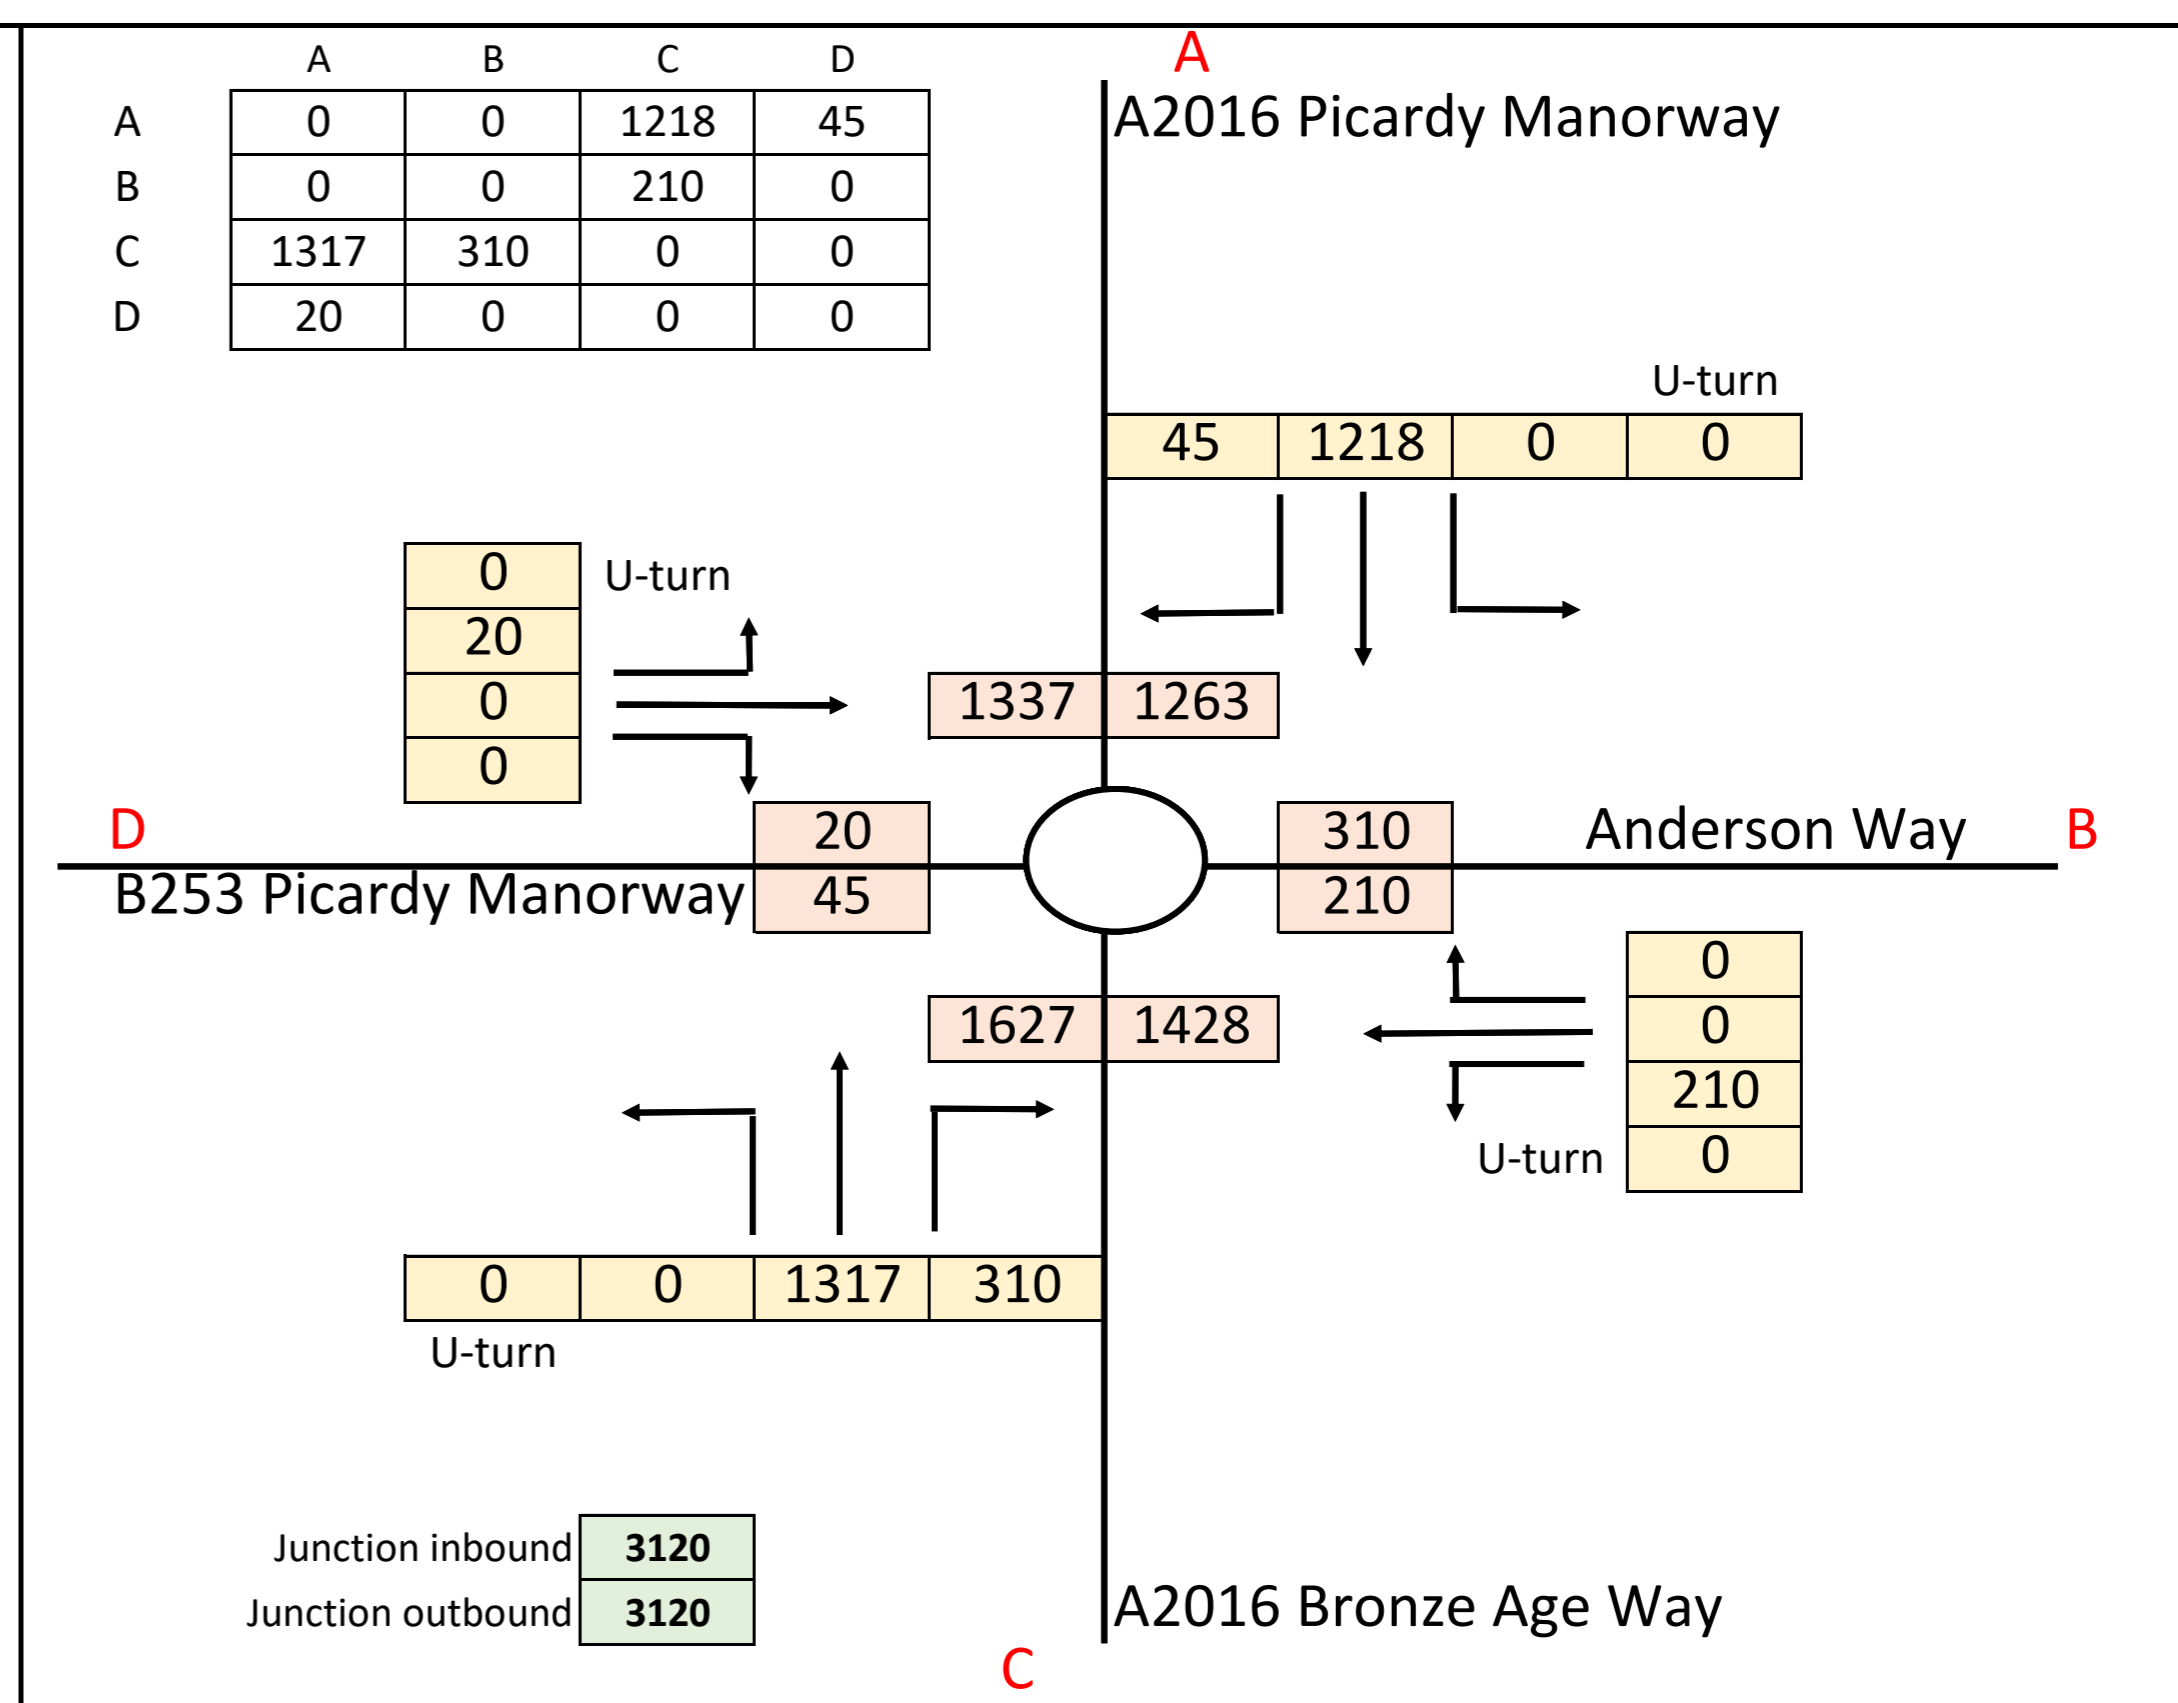 A B C D
A 0 0 1218 45
B 0 0 210 0
C 1317 310 0 0
D 20 0 0 0
A
A2016 Picardy Manorway
U-turn
45 1218 0 0
0 U-turn
20
0
0
1337 1263
D
B253 Picardy Manorway
20
45
310
210
Anderson Way B
1627 1428
0
0
210
U-turn 0
0 0 1317 310
U-turn
Junction inbound 3120
Junction outbound 3120
A2016 Bronze Age Way
C